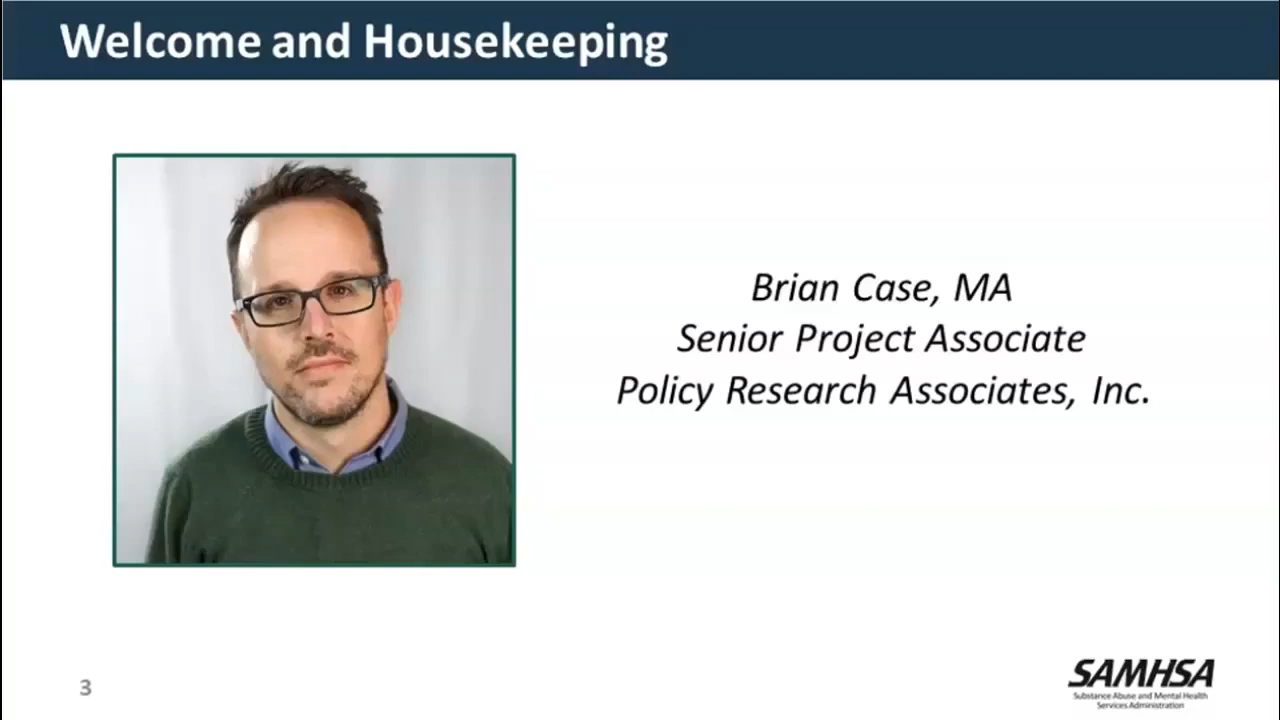 Welcome and Housekeeping
Brian Case, MA
Senior Project Associate
Policy Research Associates, Inc.
3
SAMHSA
Substance Abuse and Mental Health
Services Administration